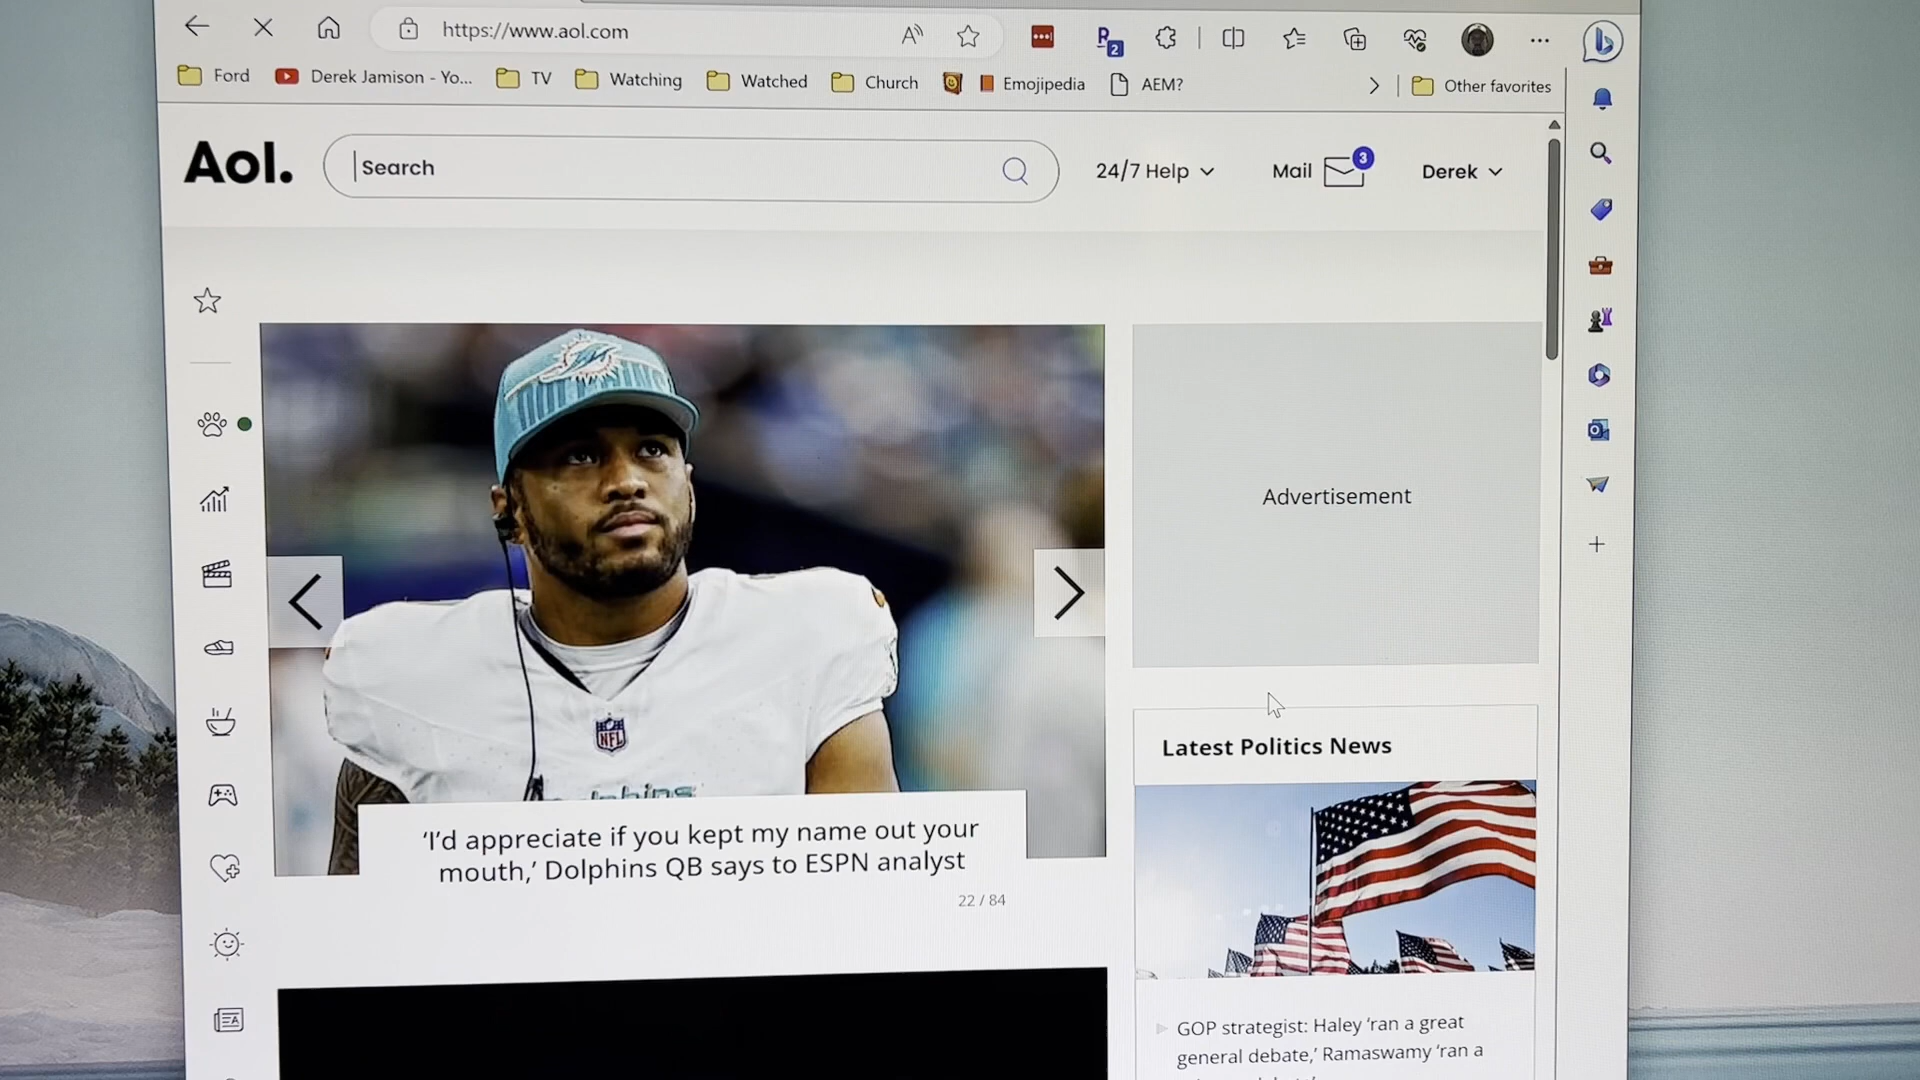 https://www.aol.com
2
Ford
Derek Jamison - Yo...
TV
Watching
Watched
Church
Emojipedia
AEM?
Other favorites
Aol.
Search
24/7 Help
Mail
3
Derek
NFL
Advertisement
Latest Politics News
‘I’d appreciate if you kept my name out your
mouth,’ Dolphins QB says to ESPN analyst
22 / 84
GOP strategist: Haley ‘ran a great
general debate,’ Ramaswamy ‘ran a